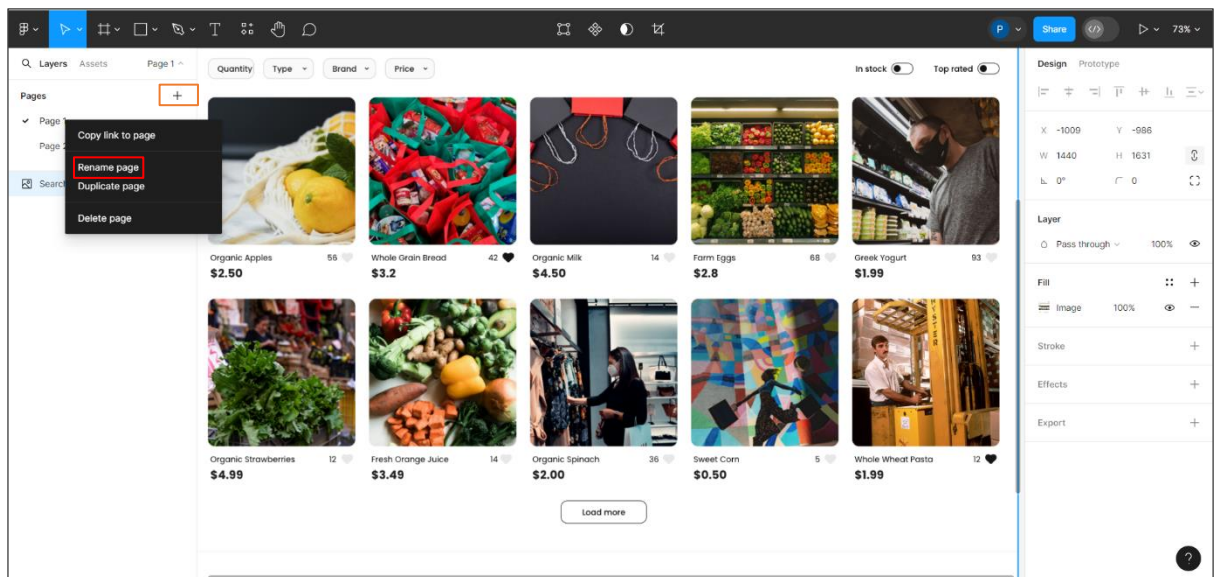 P
Share
73%
Layers Assets Page 1
Quantity Type Brand Price In stock Top rated
Design Prototype
Pages
Page 1
Page 2
Copy link to page
Rename page
Duplicate page
Delete page
X -1009 Y -986
W 1440 H 1631
0° 0
Layer
Pass through 100%
Fill
Image 100%
Stroke
Effects
Export
Organic Apples 56
$2.50
Whole Grain Bread 42
$3.2
Organic Milk 14
$4.50
Farm Eggs 68
$2.8
Greek Yogurt 93
$1.99
Organic Strawberries 12
$4.99
Fresh Orange Juice 14
$3.49
Organic Spinach 36
$2.00
Sweet Corn 5
$0.50
Whole Wheat Pasta 12
$1.99
Load more
?